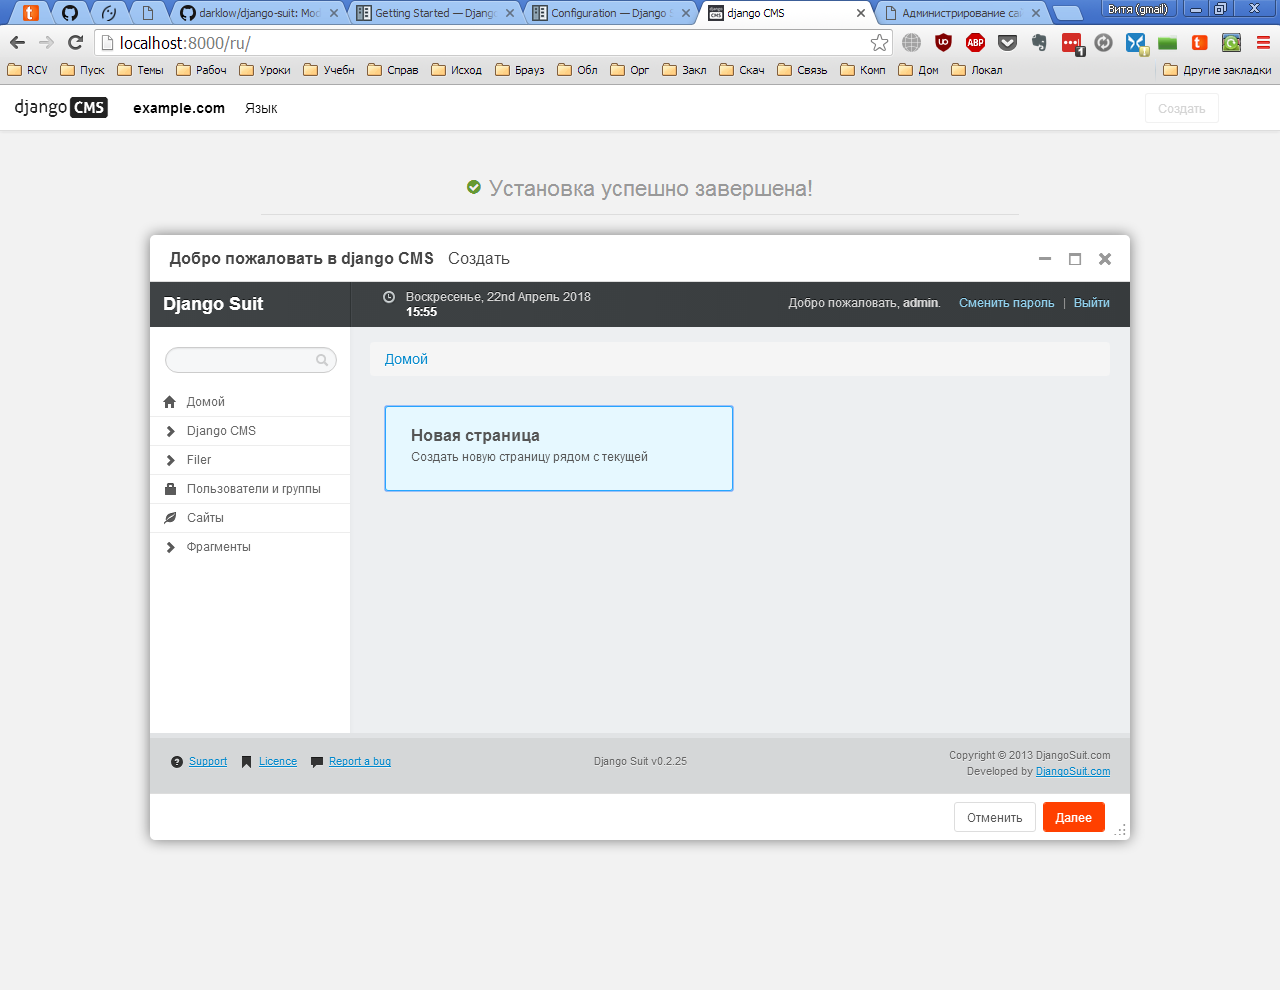 darklow/django-suit: Mod
Getting Started — Django
Configuration — Django S
django CMS
Администрирование сай
Витя (gmail)
localhost:8000/ru/
RCV
Пуск
Темы
Рабоч
Уроки
Учебн
Справ
Исход
Брауз
Обл
Орг
Закл
Скач
Связь
Комп
Дом
Локал
Другие закладки
django CMS
example.com
Язык
Создать
Установка успешно завершена!
Добро пожаловать в django CMS Создать
Django Suit
Воскресенье, 22nd Апрель 2018
15:55
Добро пожаловать, admin.
Сменить пароль | Выйти
Домой
Django CMS
Filer
Пользователи и группы
Сайты
Фрагменты
Домой
Новая страница
Создать новую страницу рядом с текущей
Support
Licence
Report a bug
Django Suit v0.2.25
Copyright © 2013 DjangoSuit.com
Developed by DjangoSuit.com
Отменить
Далее